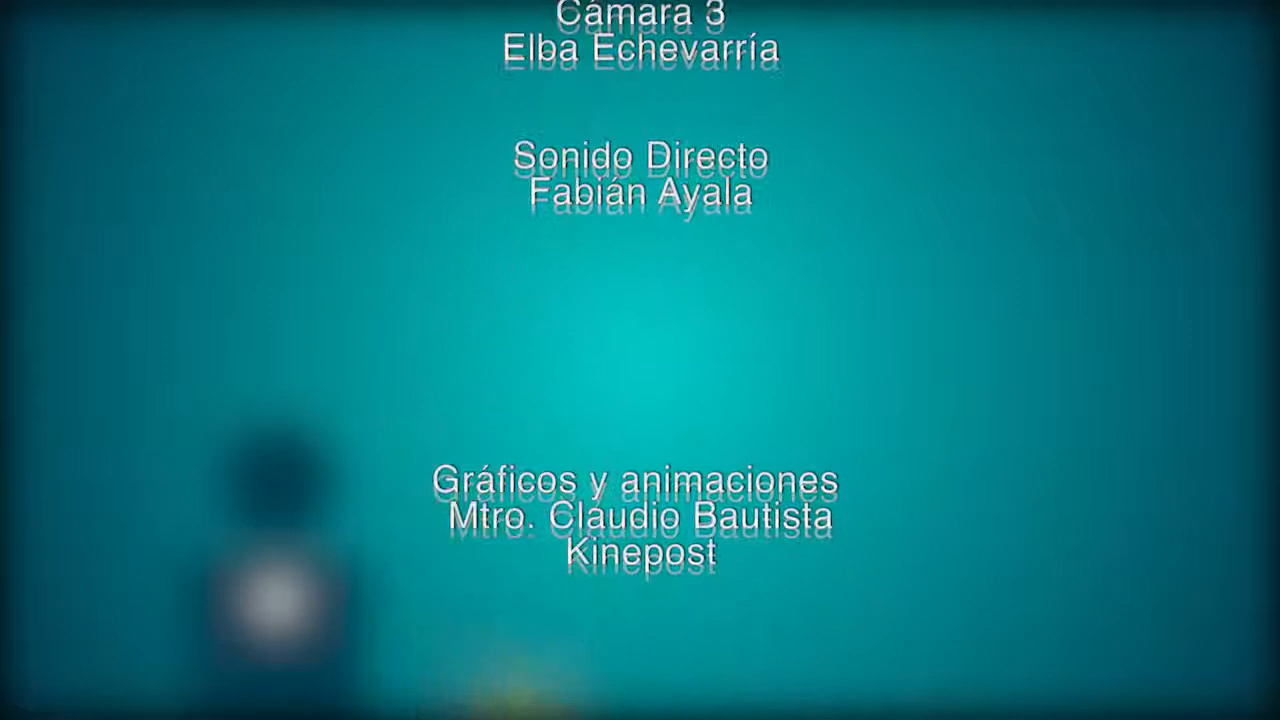 Cámara 3
Elba Echevarría
Sonido Directo
Fabián Ayala
Gráficos y animaciones
Mtro. Claudio Bautista
Kinepost